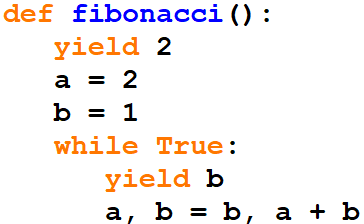 def fibonacci():
    yield 2
    a = 2
    b = 1
    while True:
        yield b
        a, b = b, a + b